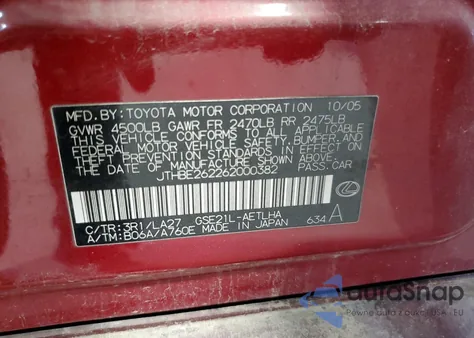 MFD. BY: TOYOTA MOTOR CORPORATION 10/05
GVWR 4500LB GAWR FR 2470LB RR 2475LB
THIS VEHICLE CONFORMS TO ALL APPLICABLE
FEDERAL MOTOR VEHICLE SAFETY, BUMPER, AND
THEFT PREVENTION STANDARDS IN EFFECT ON
THE DATE OF MANUFACTURE SHOWN ABOVE.
JTHBE262262000382 PASS. CAR
C/TR: 3R1/LA27 GSE21L-AETLHA 634 A
A/TM: B06A/A760E MADE IN JAPAN
autoSnap